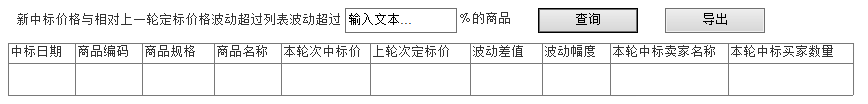 新中标价格与相对上一轮定标价格波动超过列表波动超过 输入文本... %的商品 查询 导出
中标日期 商品编码 商品规格 商品名称 本轮次中标价 上轮次定标价 波动差值 波动幅度 本轮中标卖家名称 本轮中标买家数量